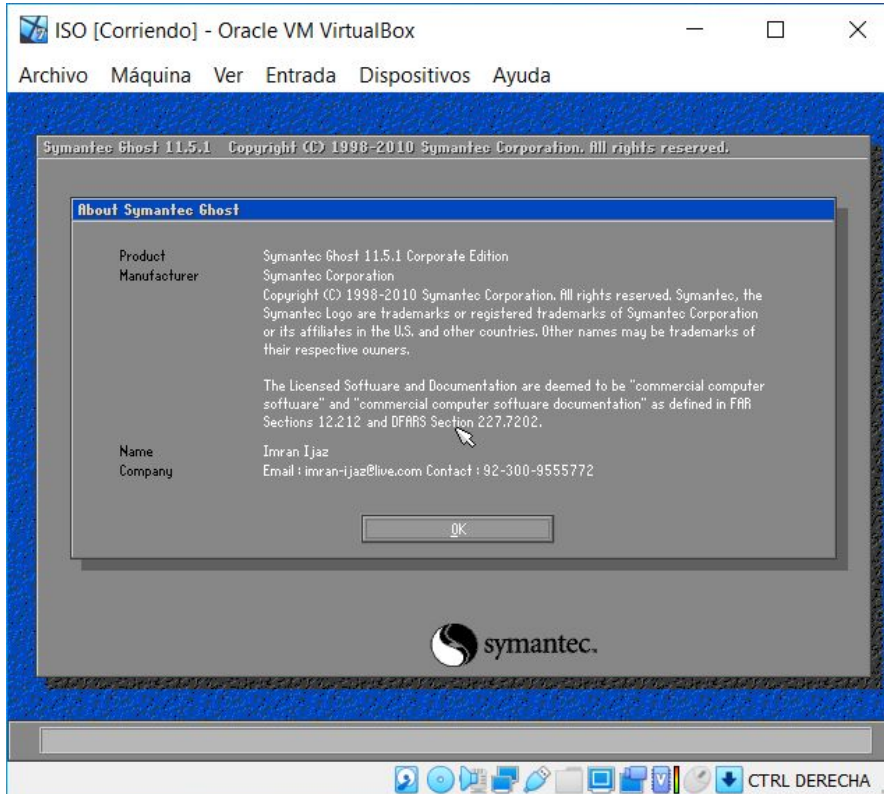 ISO [Corriendo] - Oracle VM VirtualBox
Archivo Máquina Ver Entrada Dispositivos Ayuda
Symantec Ghost 11.5.1 Copyright (C) 1998-2010 Symantec Corporation. All rights reserved.
About Symantec Ghost
Product Symantec Ghost 11.5.1 Corporate Edition
Manufacturer Symantec Corporation
Copyright (C) 1998-2010 Symantec Corporation. All rights reserved. Symantec, the
Symantec Logo are trademarks or registered trademarks of Symantec Corporation
or its affiliates in the U.S. and other countries. Other names may be trademarks of
their respective owners.
The Licensed Software and Documentation are deemed to be "commercial computer
software" and "commercial computer software documentation" as defined in FAR
Sections 12.212 and DFARS Section 227.7202.
Name Imran Ijaz
Company Email : imran-ijaz@live.com Contact : 92-300-9555772
OK
symantec.
CTRL DERECHA